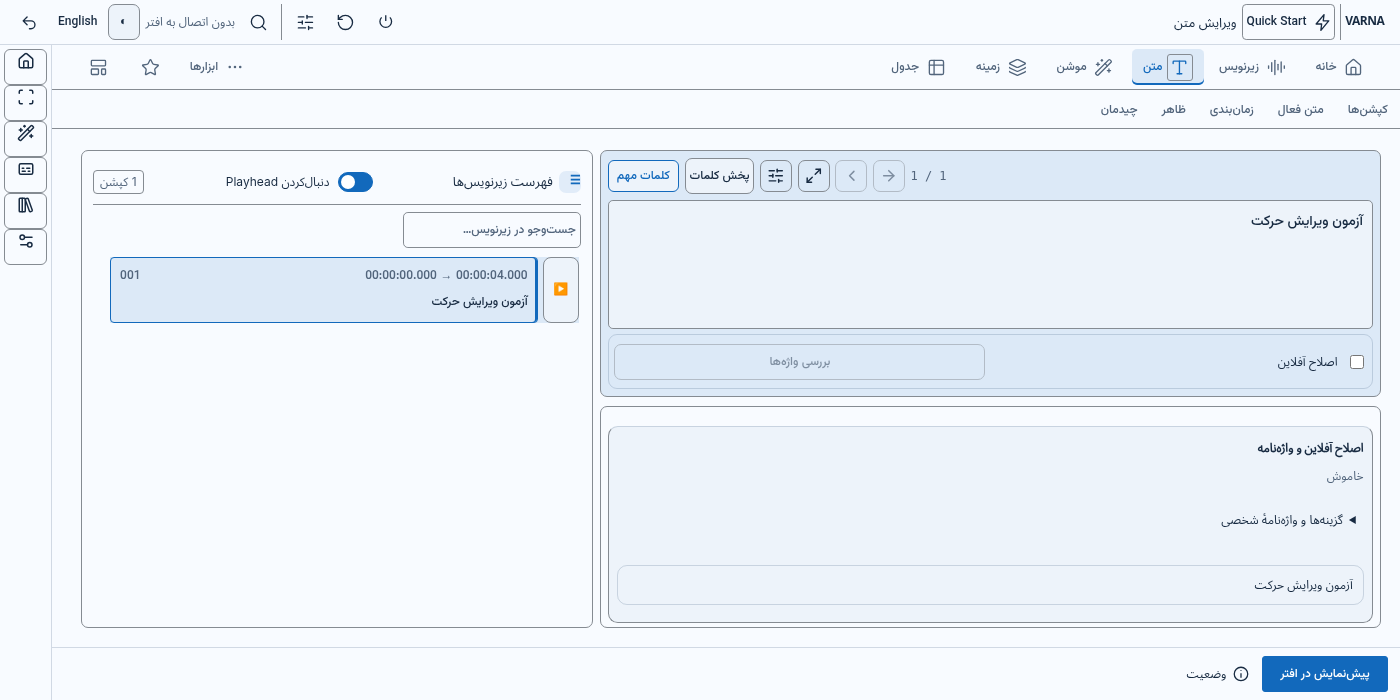 VARNA
Quick Start
ویرایش متن
بدون اتصال به افتر
English
خانه
زیرنویس
متن
موشن
زمینه
جدول
ابزارها
کپشن‌ها
متن فعال
زمان‌بندی
ظاهر
چیدمان
کلمات مهم
پخش کلمات
1 / 1
آزمون ویرایش حرکت
اصلاح آفلاین
بررسی واژه‌ها
اصلاح آفلاین و واژه‌نامه
خاموش
گزینه‌ها و واژه‌نامهٔ شخصی
آزمون ویرایش حرکت
فهرست زیرنویس‌ها
دنبال‌کردن Playhead
1 کپشن
جست‌وجو در زیرنویس...
001
00:00:00.000 → 00:00:04.000
آزمون ویرایش حرکت
پیش‌نمایش در افتر
وضعیت